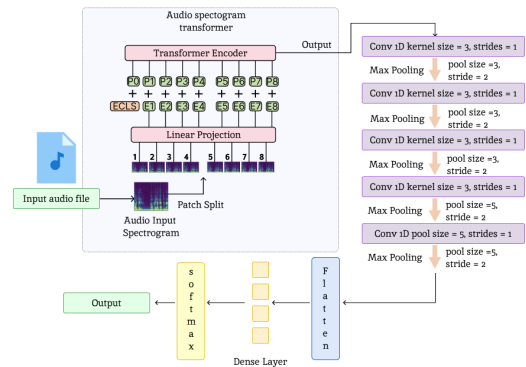 Audio spectogram
transformer
Transformer Encoder
Output
P0 P1 P2 P3 P4 P5 P6 P7 P8
+ + + + + + + + +
ECLS E1 E2 E3 E4 E5 E6 E7 E8
Linear Projection
1 2 3 4 5 6 7 8
Input audio file
Patch Split
Audio Input
Spectrogram
Conv 1D kernel size = 3, strides = 1
Max Pooling
pool size =3,
stride = 2
Conv 1D kernel size = 3, strides = 1
Max Pooling
pool size =3,
stride = 2
Conv 1D kernel size = 3, strides = 1
Max Pooling
pool size =3,
stride = 2
Conv 1D kernel size = 3, strides = 1
Max Pooling
pool size =5,
stride = 2
Conv 1D pool size = 5, strides = 1
Max Pooling
pool size =5,
stride = 2
Flatten
Dense Layer
softmax
Output